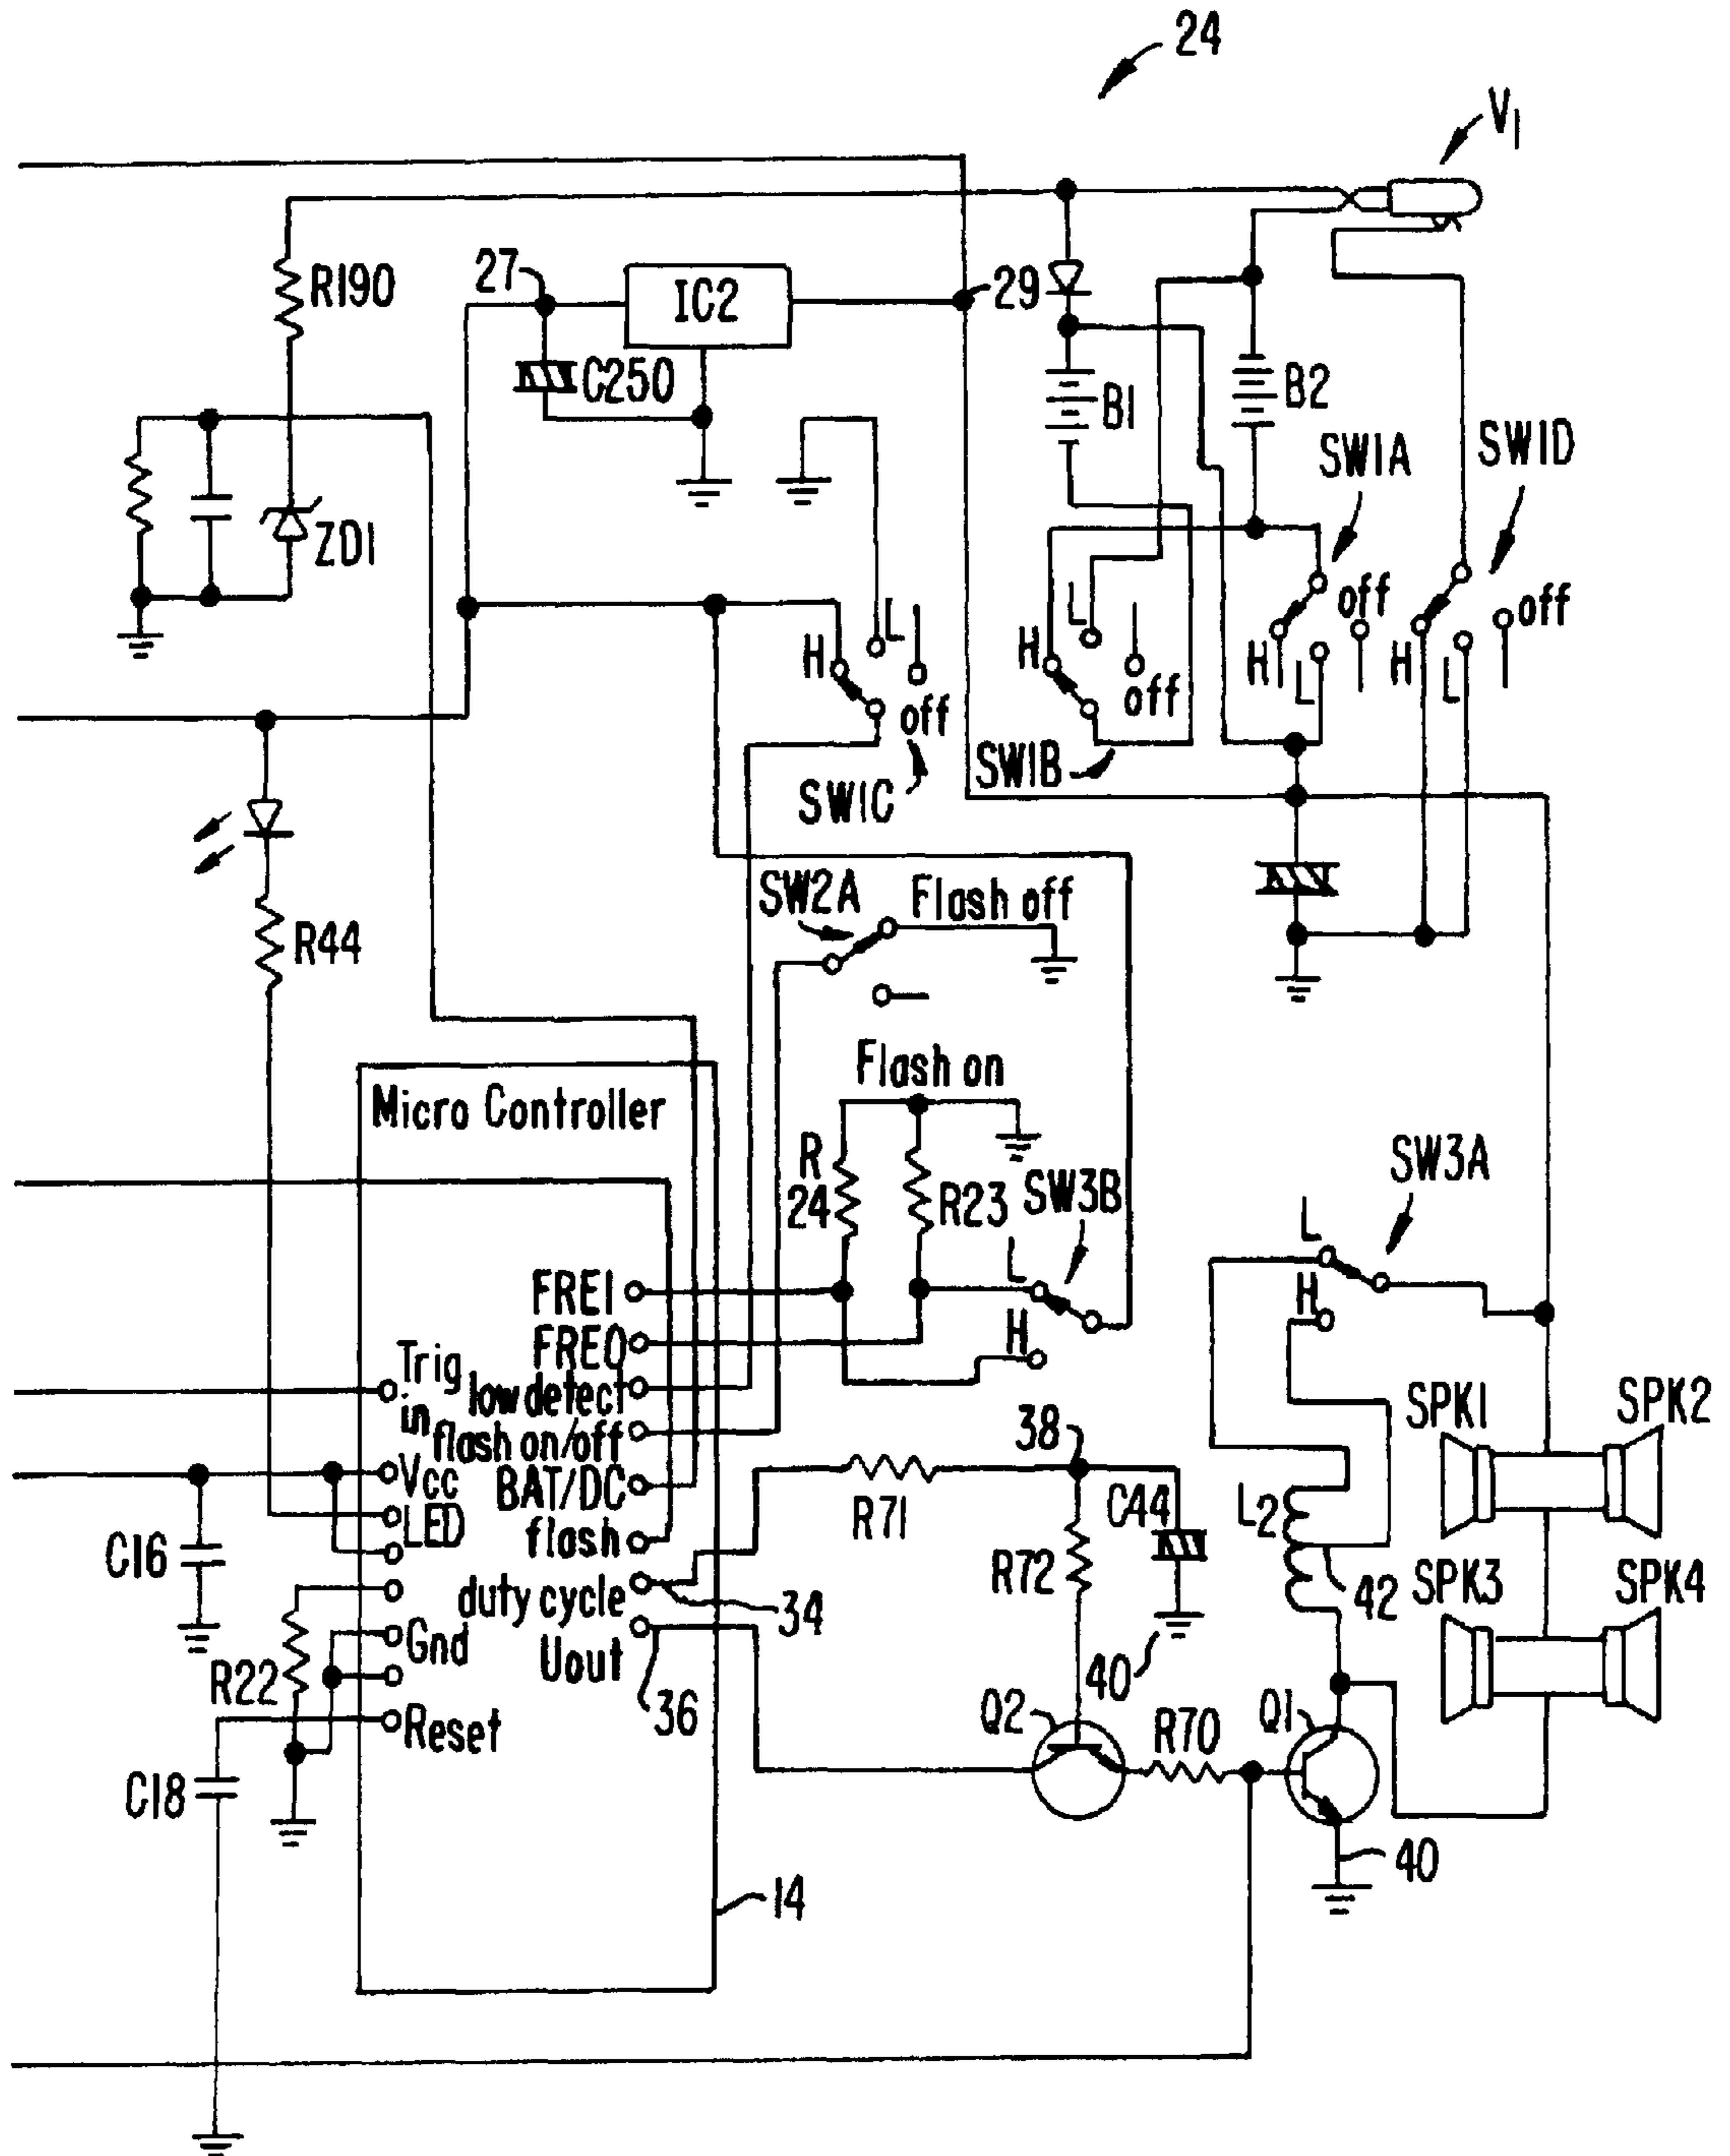 24
V1
R190
27
IC2
29
C250
B1
B2
SW1A
SW1D
ZD1
H
L
off
SW1C
H
L
off
SW1B
H
L
off
H
L
off
SW2A
Flash off
R44
Flash on
Micro Controller
R
24
R23
SW3B
L
H
SW3A
L
H
FRE1
FRE0
Trig
in
low detect
flash on/off
Vcc
BAT/DC
LED
flash
duty cycle
34
Uout
36
Gnd
Reset
C16
R22
C18
14
38
R71
C44
R72
40
Q2
R70
Q1
40
L2
42
SPK1
SPK2
SPK3
SPK4